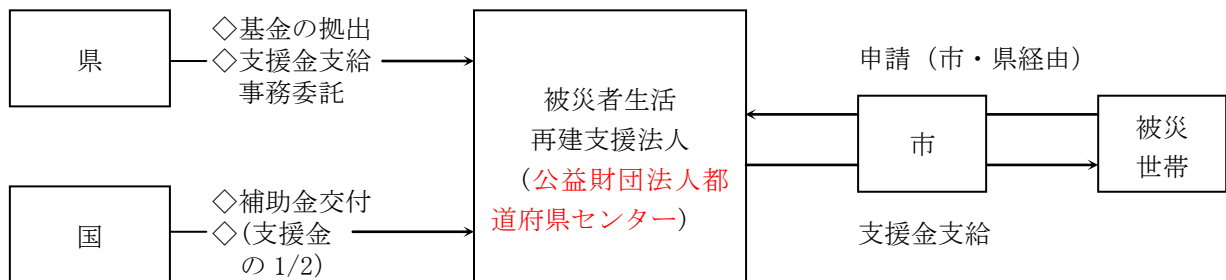 県
◇基金の拠出
◇支援金支給
事務委託
国
◇補助金交付
◇(支援金
の 1/2)
被災者生活
再建支援法人
（公益財団法人都
道府県センター）
申請（市・県経由）
市
被災
世帯
支援金支給